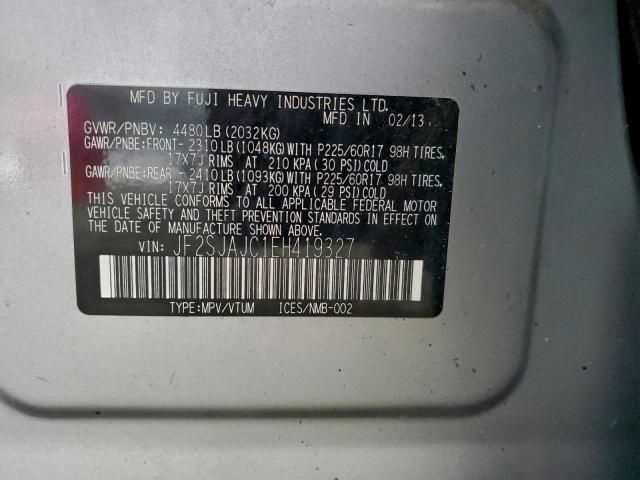 MFD BY FUJI HEAVY INDUSTRIES LTD.
MFD IN 02/13
GVWR/PNBV: 4480LB(2032KG)
GAWR/PNBE:FRONT- 2310LB(1048KG)WITH P225/60R17 98H TIRES,
17X7J RIMS AT 210 KPA(30 PSI)COLD
GAWR/PNBE:REAR - 2410LB(1093KG)WITH P225/60R17 98H TIRES,
17X7J RIMS AT 200 KPA(29 PSI)COLD
THIS VEHICLE CONFORMS TO ALL APPLICABLE FEDERAL MOTOR
VEHICLE SAFETY AND THEFT PREVENTION STANDARDS IN EFFECT
ON THE DATE OF MANUFACTURE SHOWN ABOVE.
VIN: JF2SJAJC1EH419327
TYPE:MPV/VTUM ICES/NMB-002